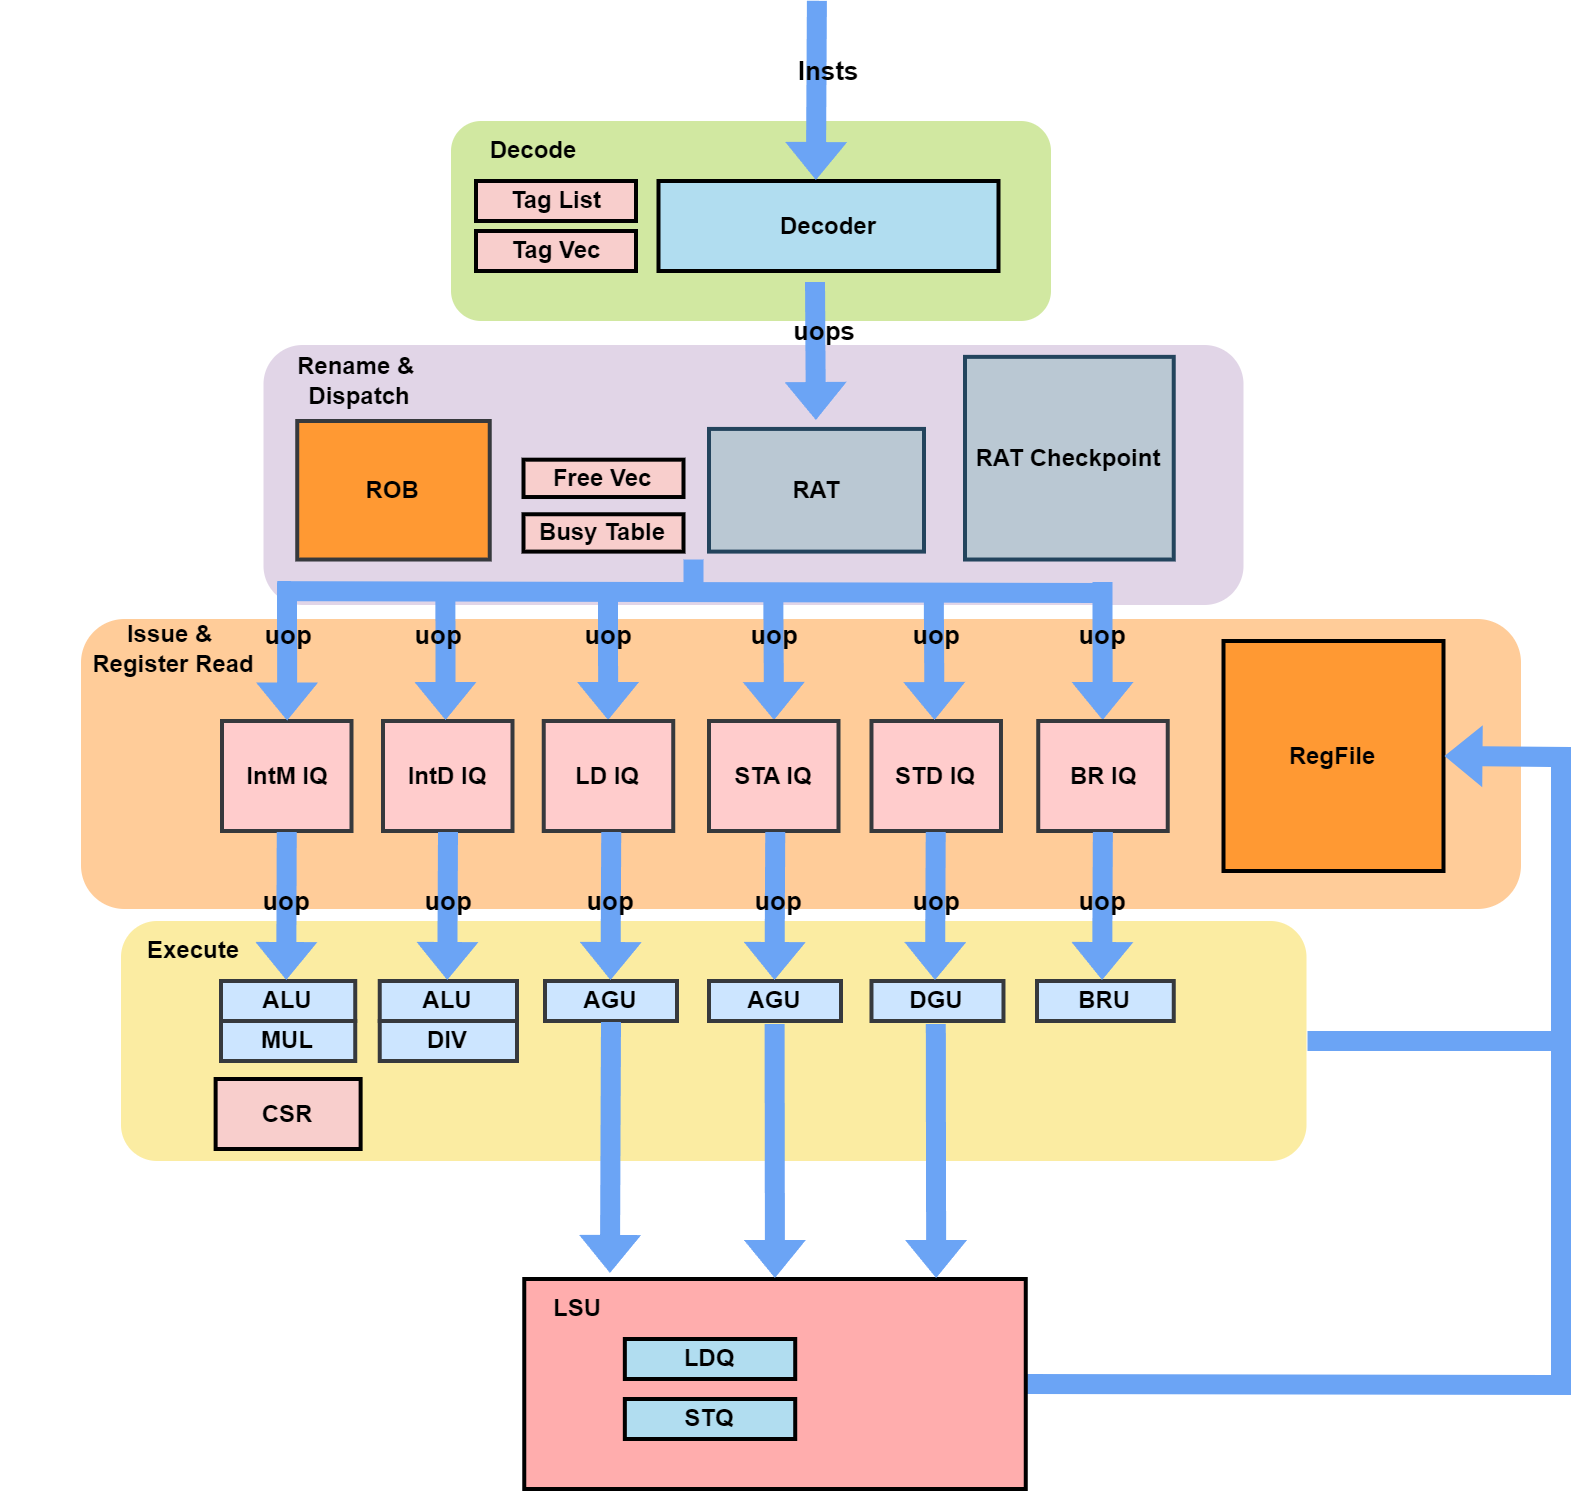 Insts
Decode
Tag List
Tag Vec
Decoder
uops
Rename &
Dispatch
ROB
Free Vec
Busy Table
RAT
RAT Checkpoint
Issue &
Register Read
uop
uop
uop
uop
uop
uop
IntM IQ
IntD IQ
LD IQ
STA IQ
STD IQ
BR IQ
RegFile
uop
uop
uop
uop
uop
uop
Execute
ALU
MUL
ALU
DIV
AGU
AGU
DGU
BRU
CSR
LSU
LDQ
STQ